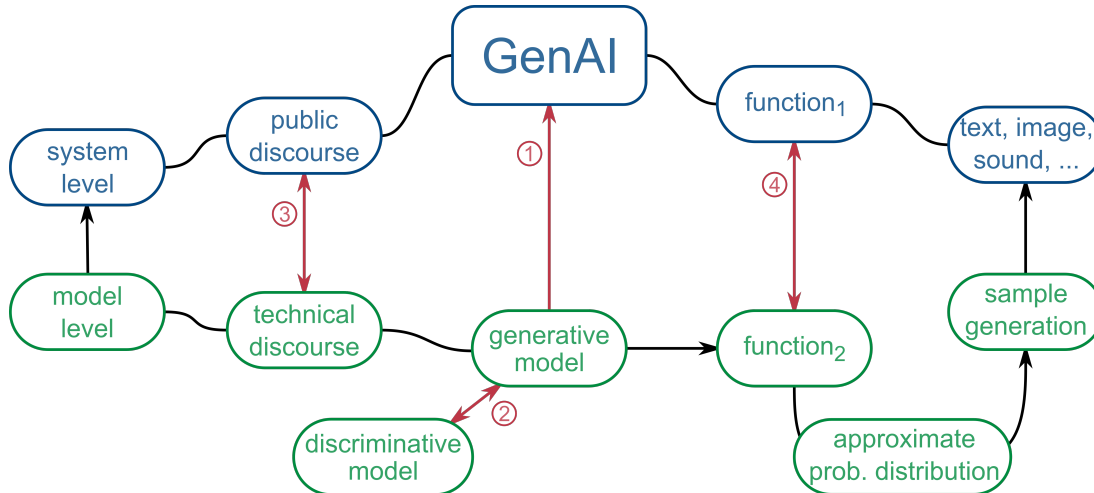 GenAI
public
discourse
function₁
system
level
text, image,
sound, ...
①
③
④
model
level
technical
discourse
generative
model
function₂
sample
generation
②
discriminative
model
approximate
prob. distribution